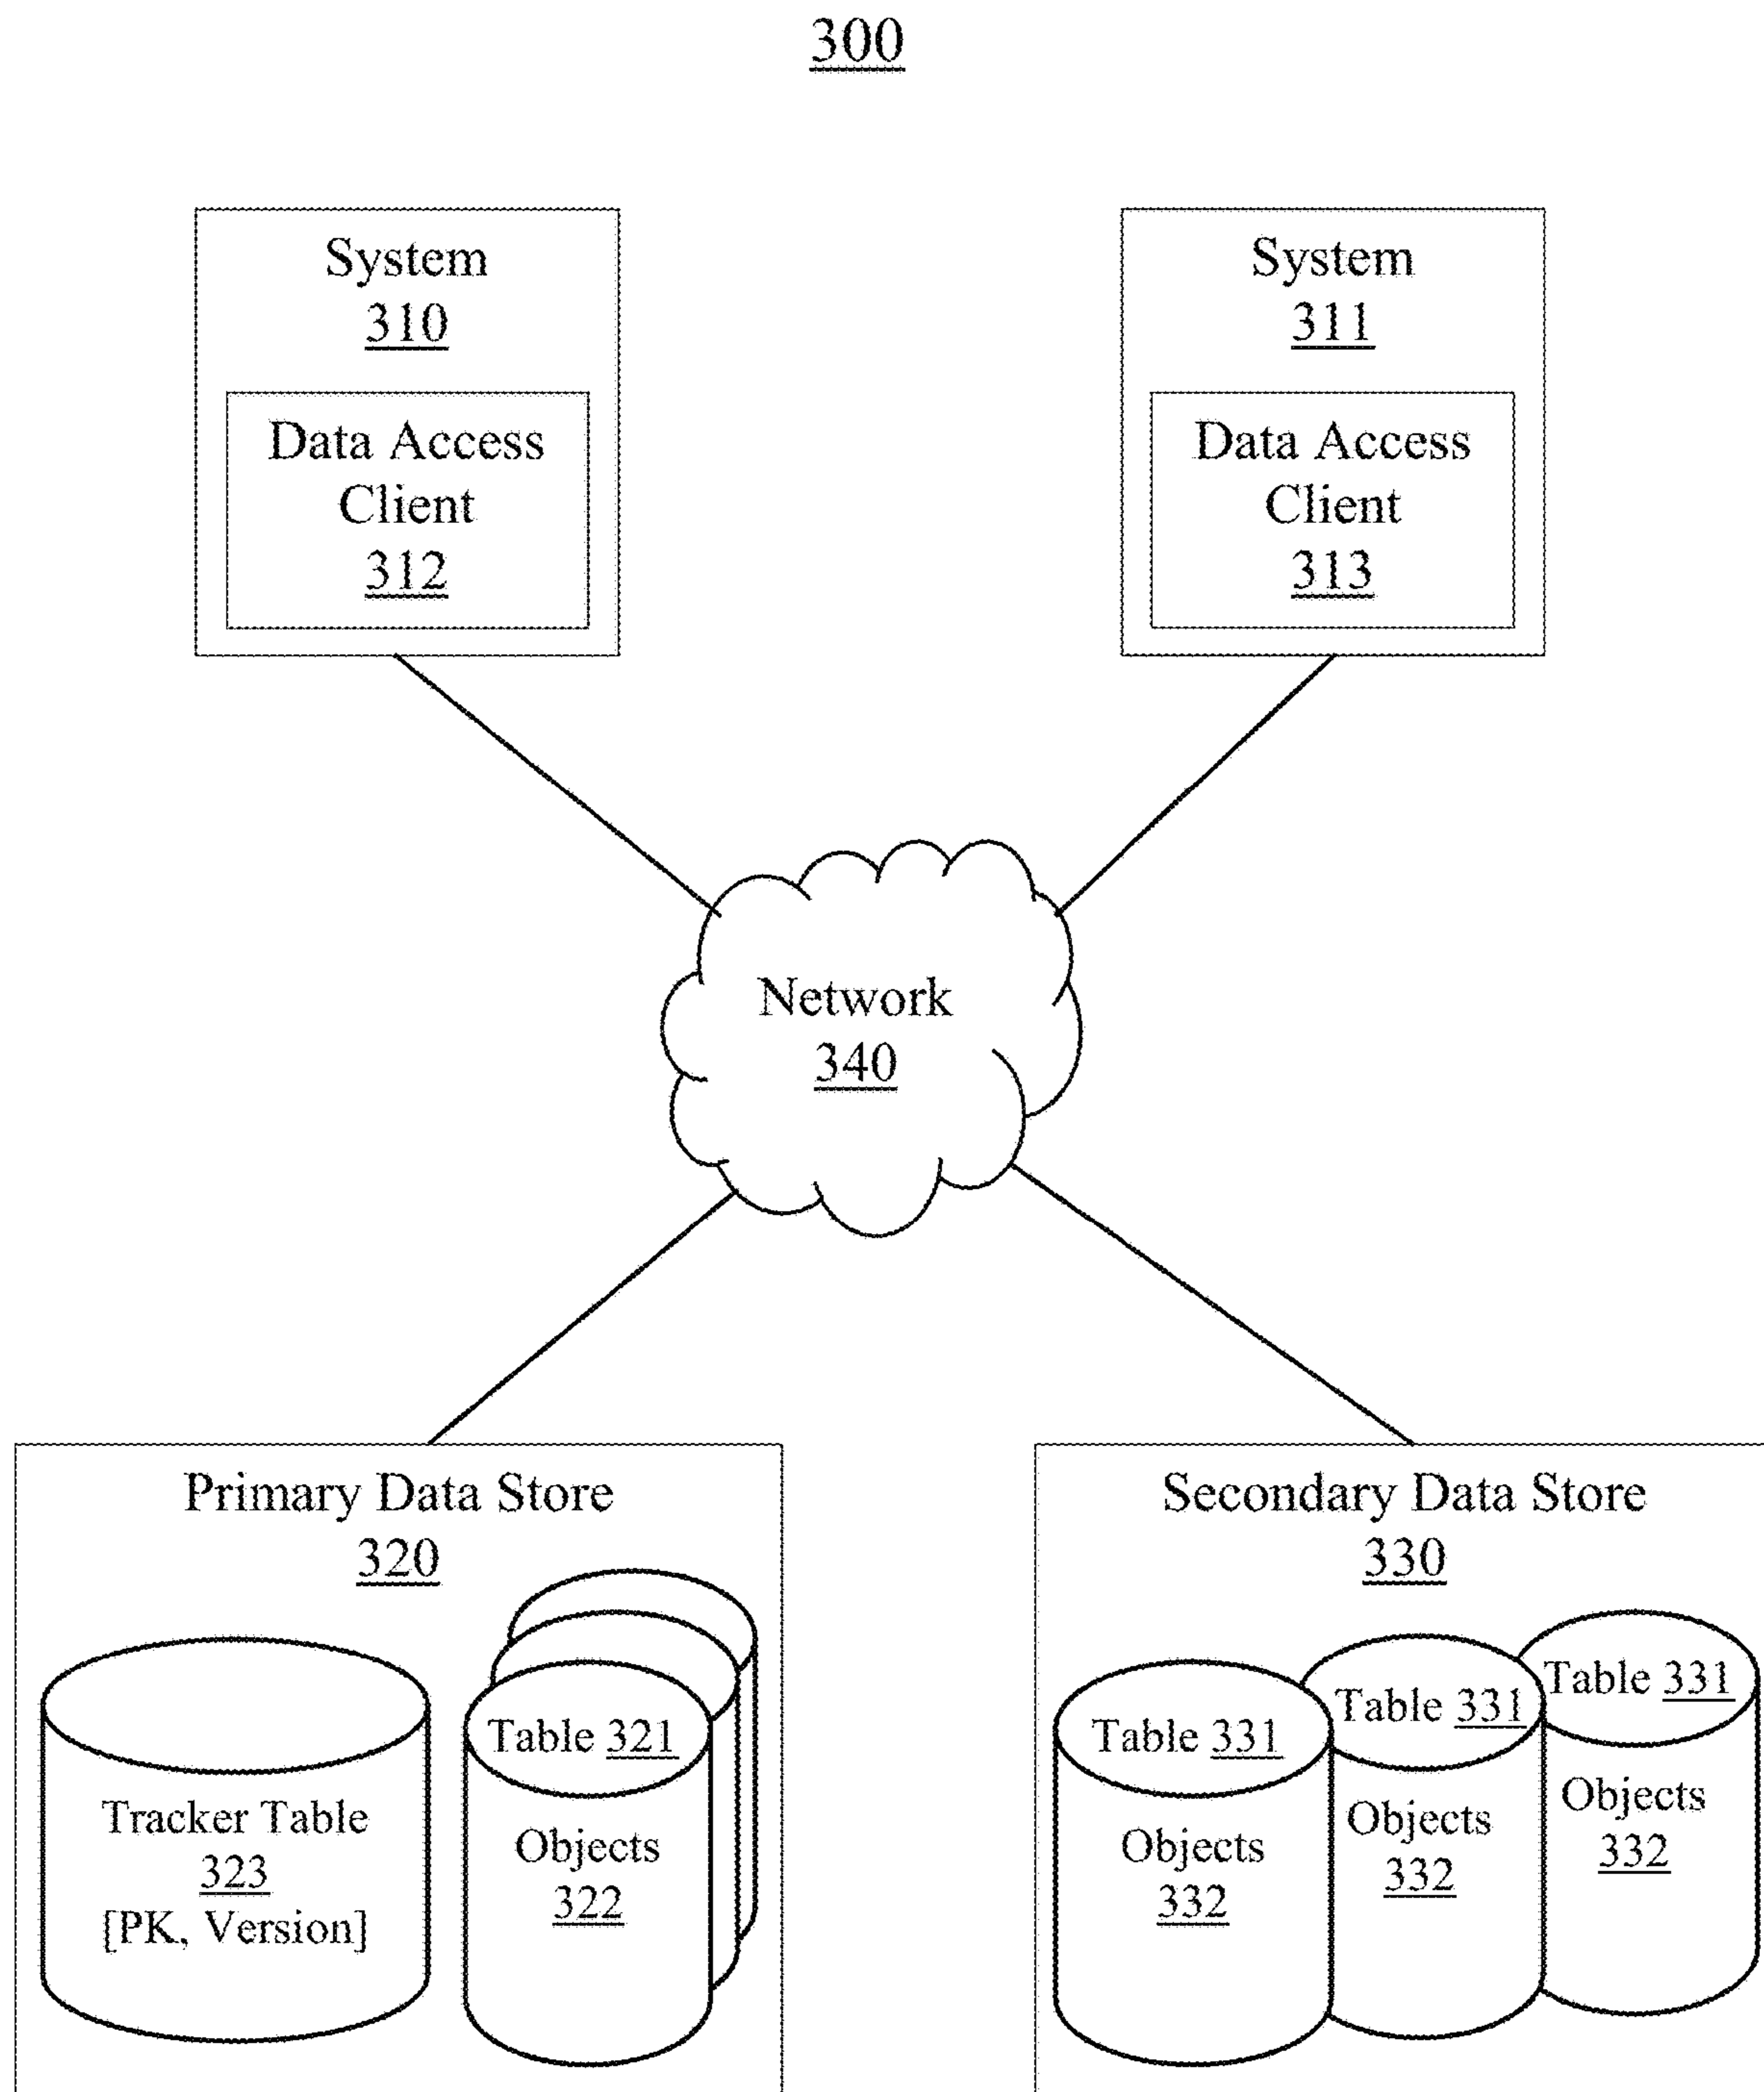 300
System
310
Data Access
Client
312
System
311
Data Access
Client
313
Network
340
Primary Data Store
320
Tracker Table
323
[PK, Version]
Table 321
Objects
322
Secondary Data Store
330
Table 331
Objects
332
Table 331
Objects
332
Table 331
Objects
332